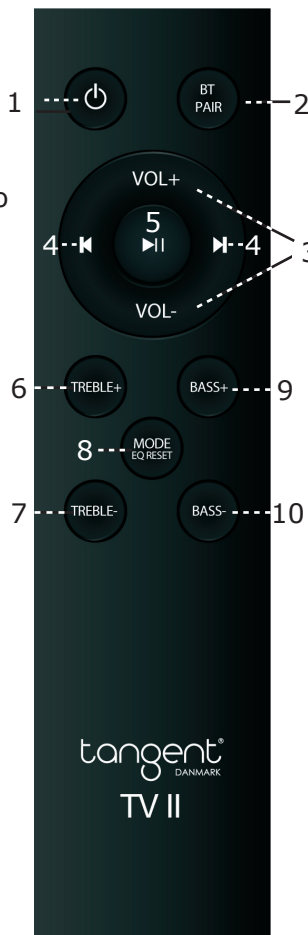 1
BT
2
PAIR
VOL+
5
4
4
3
VOL-
6
TREBLE+
BASS+
9
8
MODE
EQ RESET
7
TREBLE-
BASS-
10
tangent®
DANMARK
TV II